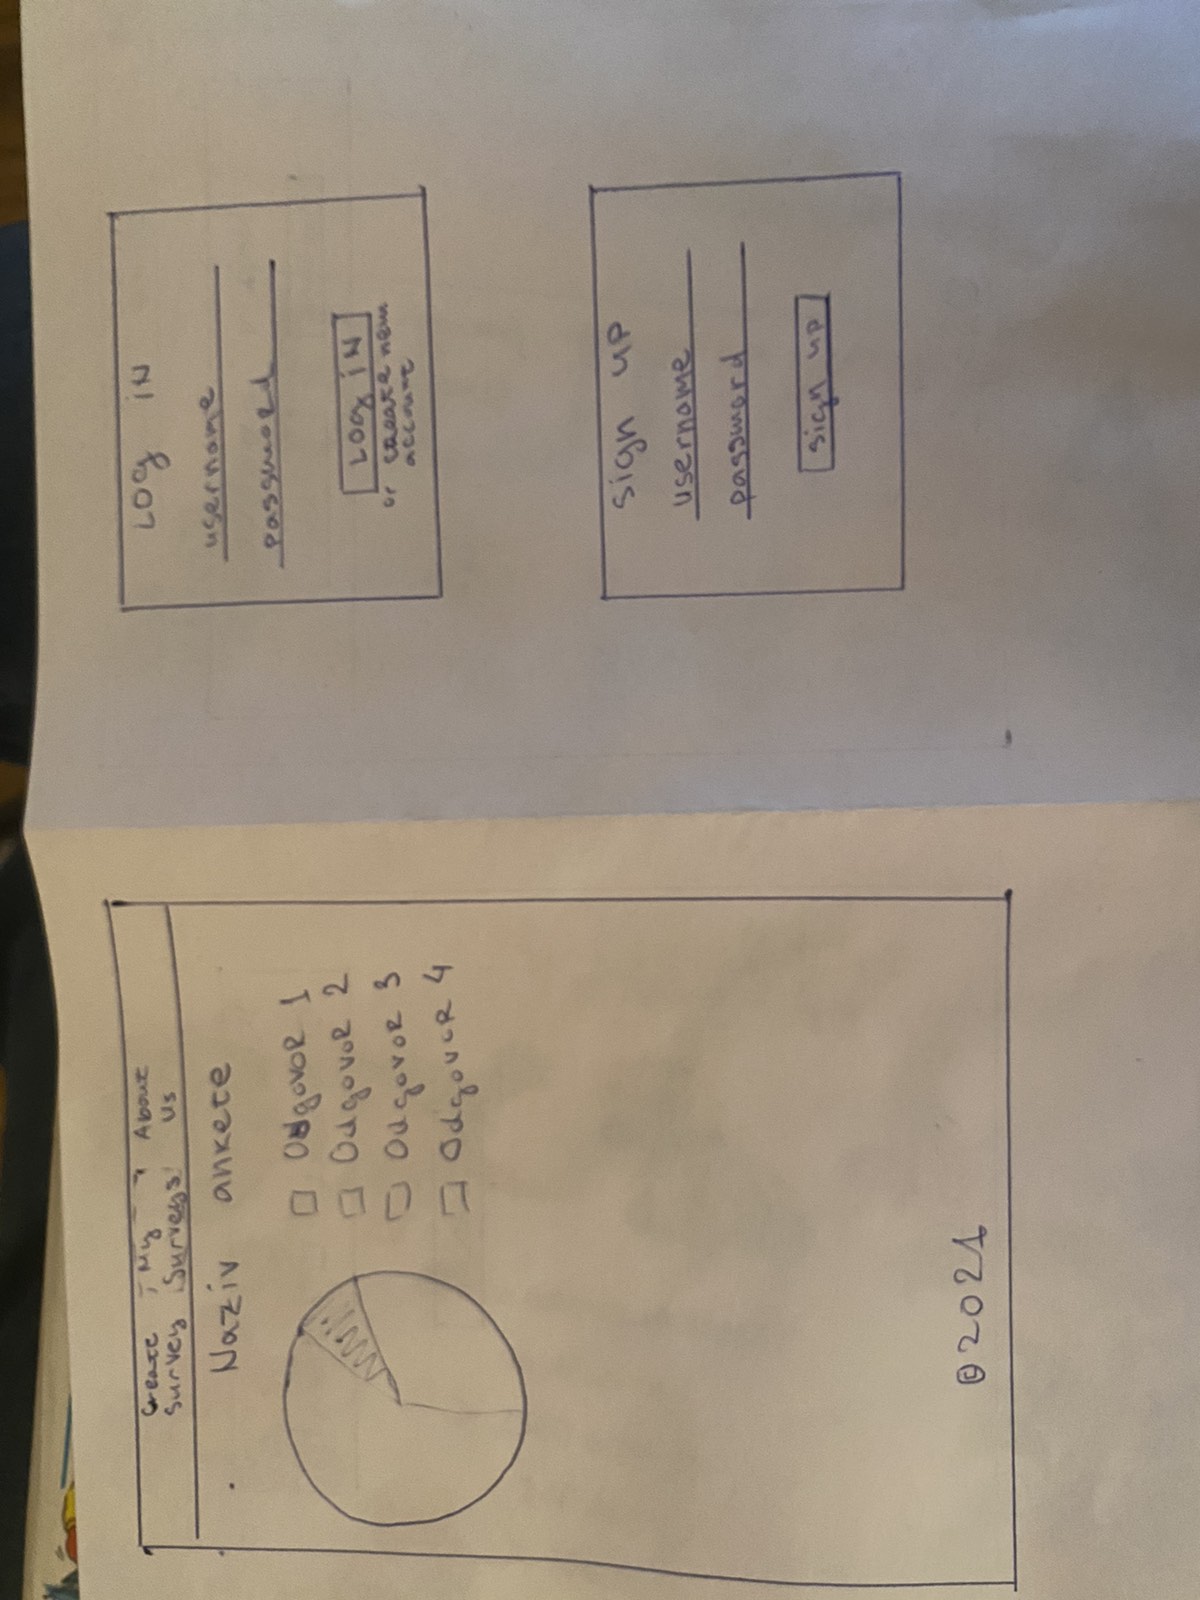 Create My About
Survey Surveys Us
Naziv ankete
Odgovor 1
Odgovor 2
Odgovor 3
Odgovor 4
© 2021
LOg iN
username
password
LOg iN
or create new
account
sign up
username
password
sign up